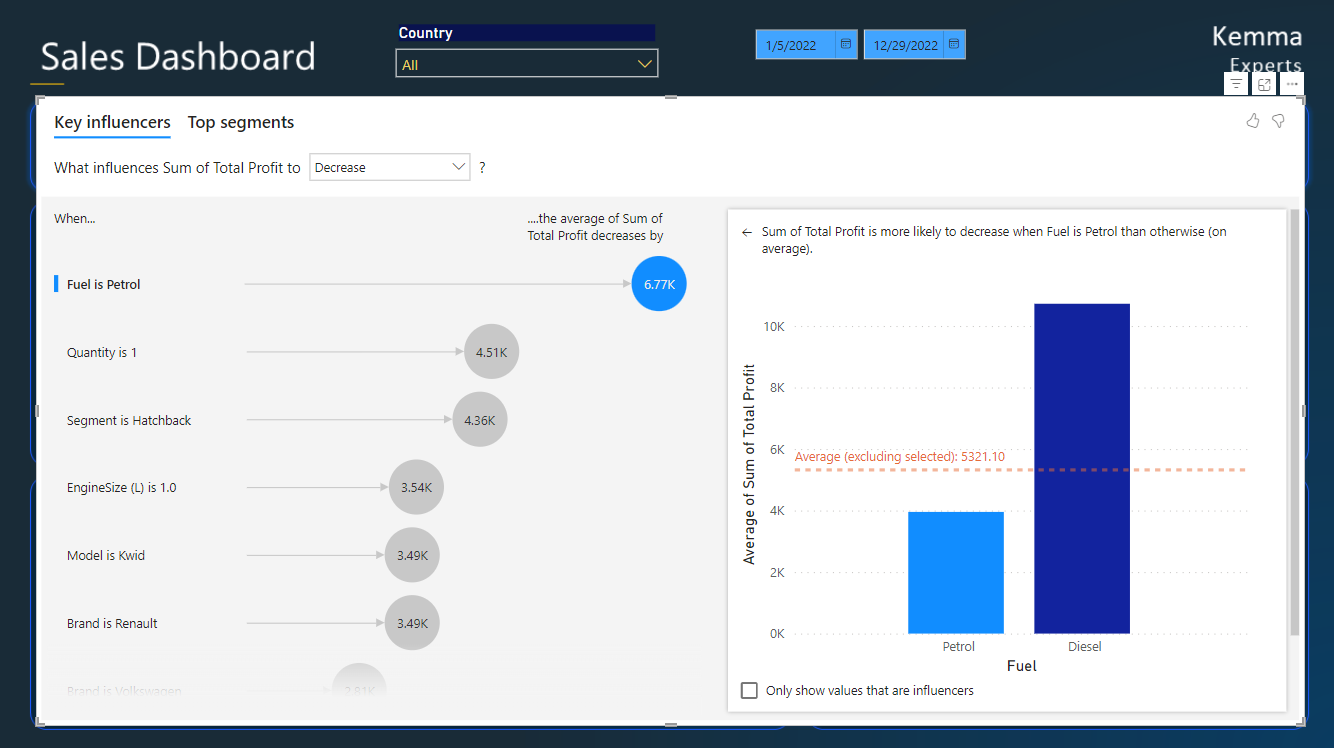 Sales Dashboard
Country
All
1/5/2022
12/29/2022
Kemma
Experts
Key influencers
Top segments
What influences Sum of Total Profit to
Decrease
?
When...
....the average of Sum of
Total Profit decreases by
Fuel is Petrol
6.77K
Quantity is 1
4.51K
Segment is Hatchback
4.36K
EngineSize (L) is 1.0
3.54K
Model is Kwid
3.49K
Brand is Renault
3.49K
Brand is Volkswagen
2.81K
Sum of Total Profit is more likely to decrease when Fuel is Petrol than otherwise (on
average).
Average of Sum of Total Profit
10K
8K
6K
Average (excluding selected): 5321.10
4K
2K
0K
Petrol
Diesel
Fuel
Only show values that are influencers